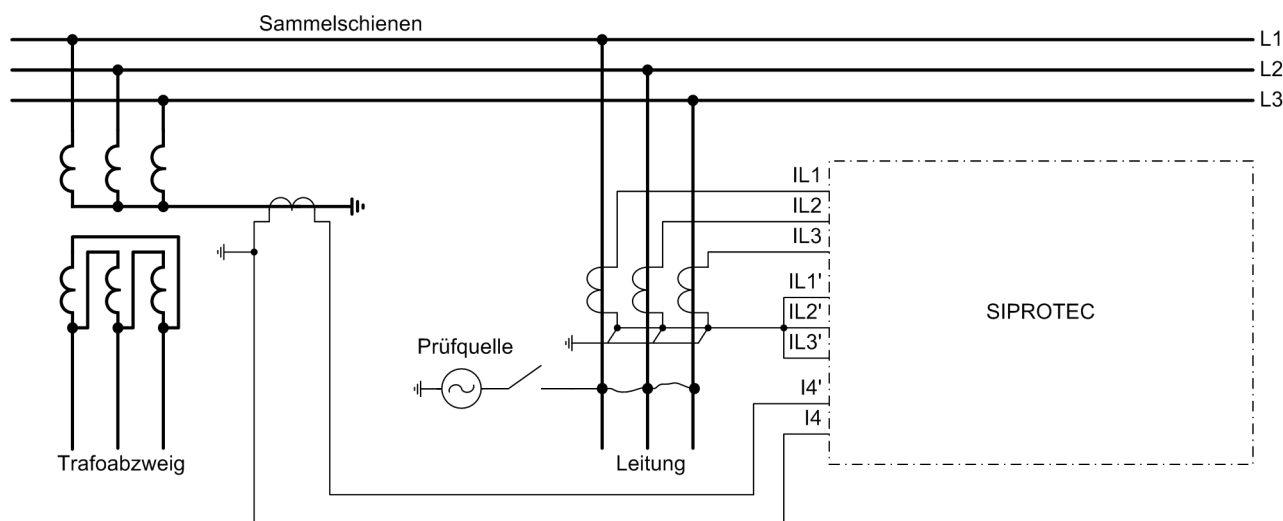 Sammelschienen
L1
L2
L3
IL1
IL2
IL3
IL1'
IL2'
IL3'
SIPROTEC
Prüfquelle
I4'
I4
Trafoabzweig
Leitung